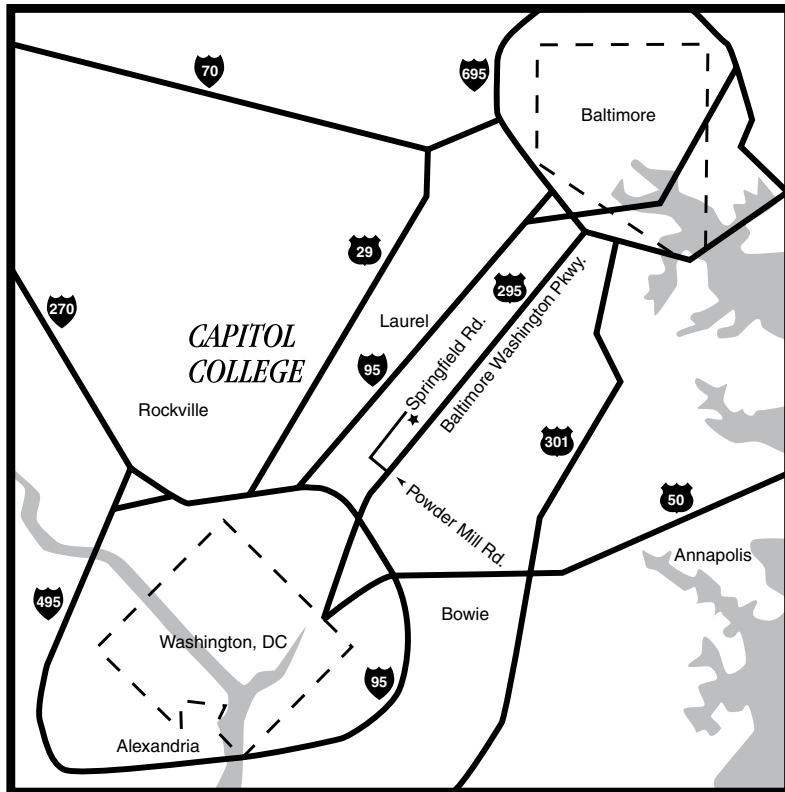 70
695
Baltimore
29
295
270
Laurel
CAPITOL
COLLEGE
95
Springfield Rd.
Baltimore Washington Pkwy.
Rockville
301
50
Powder Mill Rd.
Annapolis
495
Bowie
Washington, DC
95
Alexandria